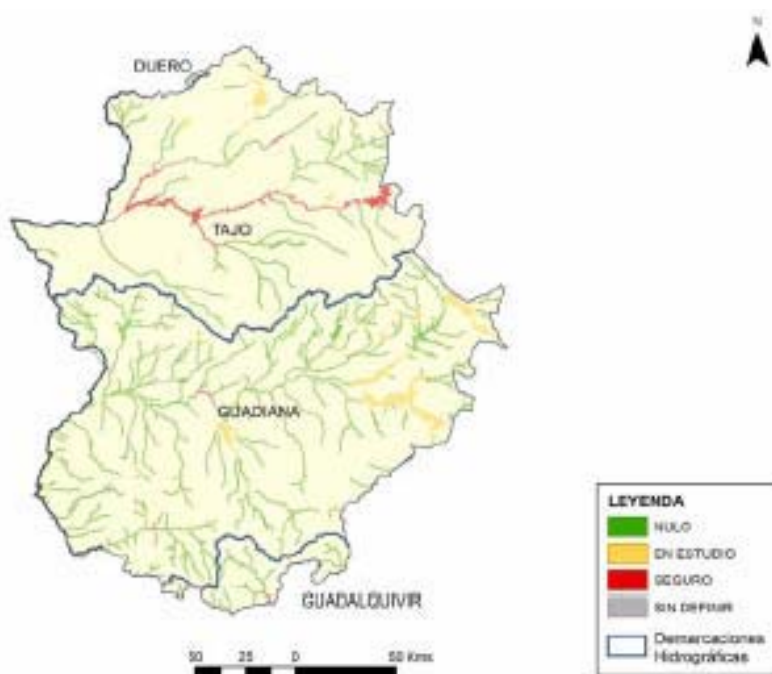 N
DUERO
TAJO
GUADIANA
GUADALQUIVIR
LEYENDA
NULO
EN ESTUDIO
SEGURO
SIN DEFINIR
Demarcaciones
Hidrográficas
50 25 0 50 Kms